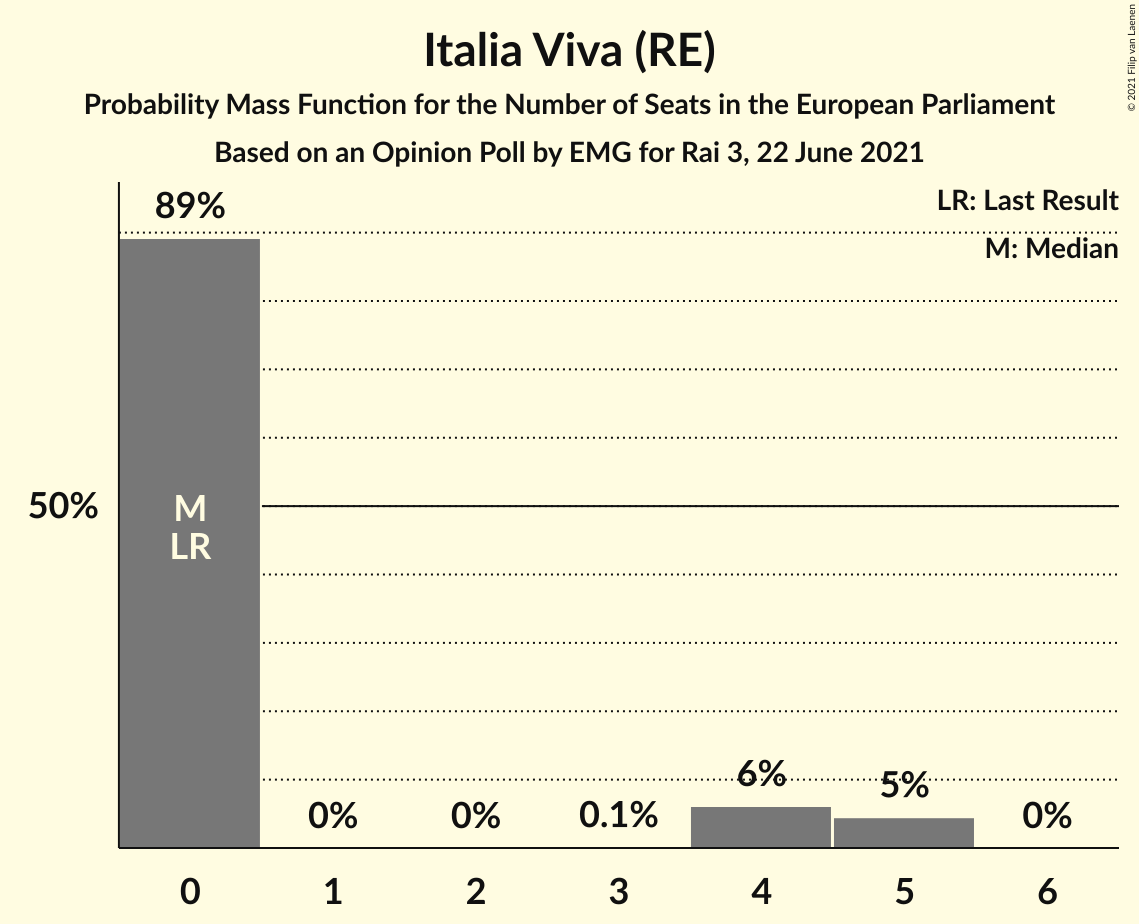 Italia Viva (RE)
Probability Mass Function for the Number of Seats in the European Parliament
Based on an Opinion Poll by EMG for Rai 3, 22 June 2021
© 2021 Filip van Laenen
LR: Last Result
M: Median
89%
50%
M
LR
0%
0%
0.1%
6%
5%
0%
0
1
2
3
4
5
6